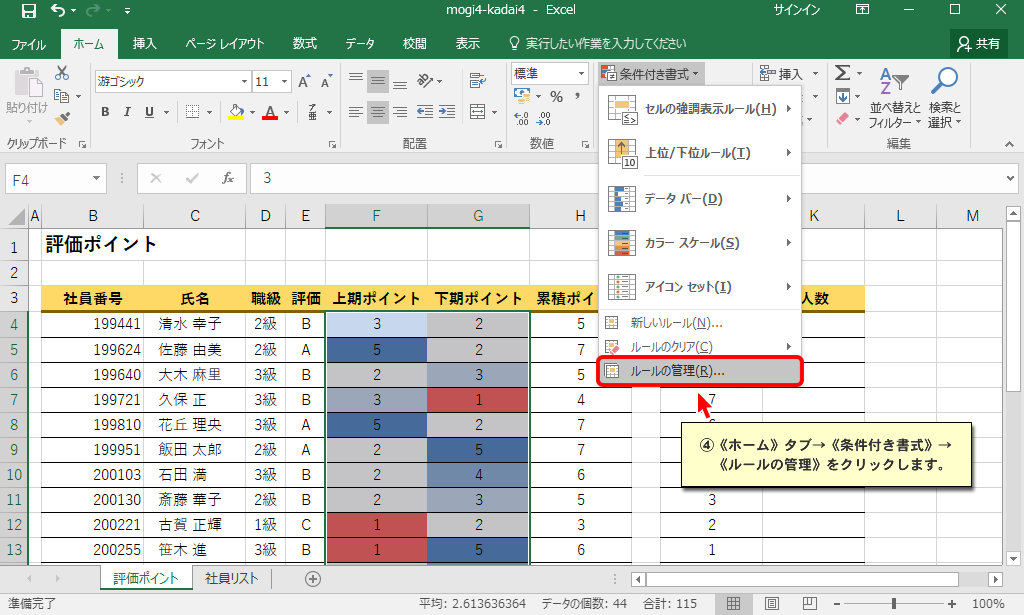 mogi4-kadai4 - Excel
サインイン
ファイル ホーム 挿入 ページ レイアウト 数式 データ 校閲 表示 実行したい作業を入力してください 共有
貼り付け
クリップボード
游ゴシック 11
B I U
フォント
配置
標準
%
数値
条件付き書式
挿入
並べ替えと
フィルター
検索と
選択
編集
セルの強調表示ルール(H)
上位/下位ルール(T)
データ バー(D)
カラー スケール(S)
アイコン セット(I)
新しいルール(N)...
ルールのクリア(C)
ルールの管理(R)...
F4 fx 3
A B C D E F G H K L M
1 評価ポイント
2
3 社員番号 氏名 職級 評価 上期ポイント 下期ポイント 累積ポイ 人数
4 199441 清水 幸子 2級 B 3 2 5
5 199624 佐藤 由美 2級 A 5 2 7
6 199640 大木 麻里 3級 B 2 3 5
7 199721 久保 正 3級 B 3 1 4 7
8 199810 花丘 理央 3級 A 5 2 7
9 199951 飯田 太郎 2級 A 2 5 7
10 200103 石田 満 3級 B 2 4 6
11 200130 斎藤 華子 2級 B 2 3 5 3
12 200221 古賀 正輝 1級 C 1 2 3 2
13 200255 笹木 進 3級 B 1 5 6 1
④《ホーム》タブ→《条件付き書式》→
《ルールの管理》をクリックします。
評価ポイント 社員リスト
準備完了 平均: 2.613636364 データの個数: 44 合計: 115 100%